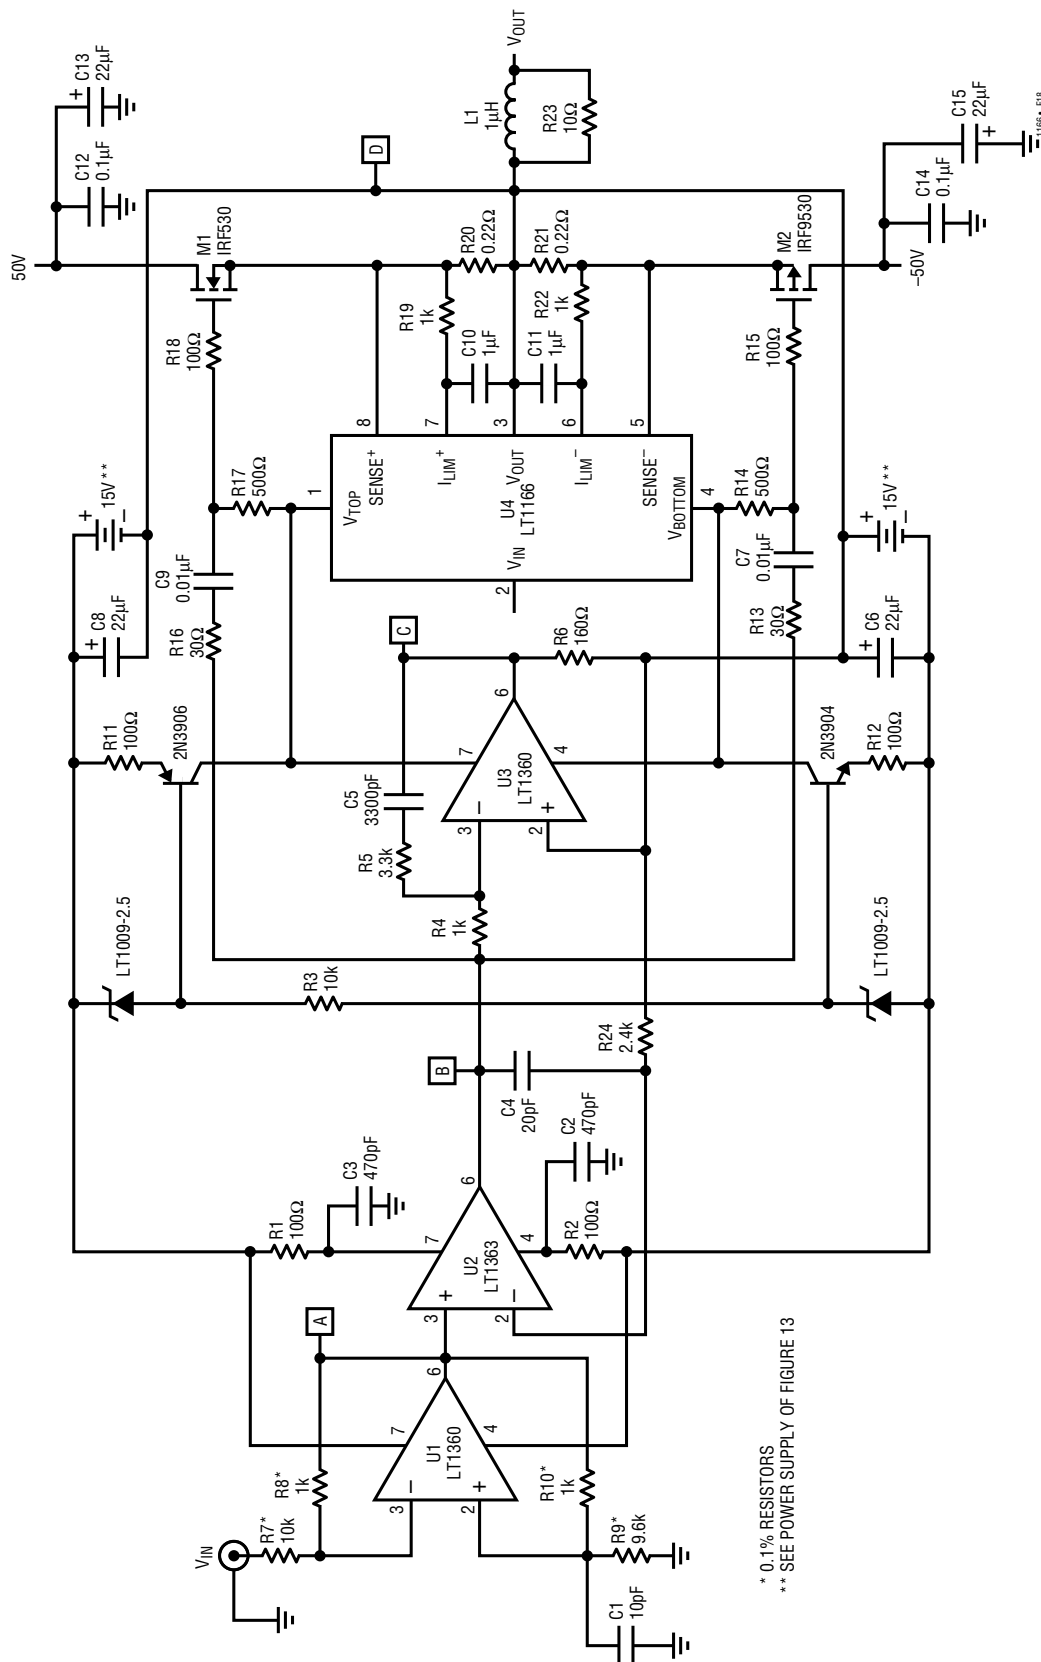 50V
C12
0.1µF
C13
22µF
+
D
L1
1µH
VOUT
R23
10Ω
M1
IRF530
R18
100Ω
R20
0.22Ω
R21
0.22Ω
R19
1k
R22
1k
C10
1µF
C11
1µF
R15
100Ω
M2
IRF9530
C14
0.1µF
C15
22µF
+
–50V
1166 • F18
15V**
+
–
R17
500Ω
C9
0.01µF
R16
30Ω
C8
22µF
+
1
VTOP
8
SENSE+
7
ILIM+
3
VOUT
U4
LT1166
6
ILIM–
5
SENSE–
VBOTTOM
4
VIN
2
R14
500Ω
C7
0.01µF
R13
30Ω
15V**
+
–
C6
22µF
+
R11
100Ω
2N3906
C
R6
160Ω
6
7
4
U3
LT1360
–
+
3
2
C5
3300pF
R5
3.3k
R4
1k
2N3904
R12
100Ω
LT1009-2.5
R3
10k
LT1009-2.5
R24
2.4k
B
C4
20pF
C3
470pF
C2
470pF
R1
100Ω
R2
100Ω
6
7
4
U2
LT1363
+
–
3
2
A
6
7
4
U1
LT1360
–
+
3
2
R8*
1k
R10*
1k
VIN
R7*
10k
R9*
9.6k
C1
10pF
* 0.1% RESISTORS
** SEE POWER SUPPLY OF FIGURE 13